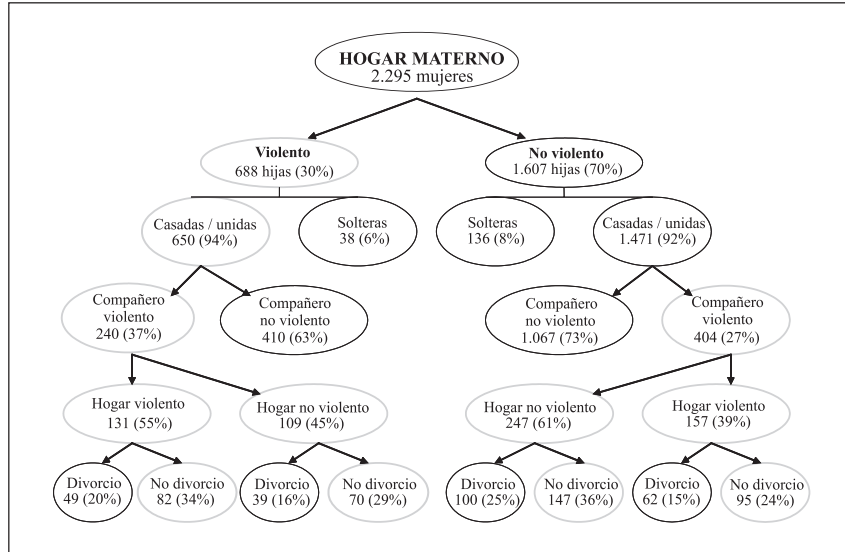 HOGAR MATERNO
2.295 mujeres
Violento
688 hijas (30%)
No violento
1.607 hijas (70%)
Casadas / unidas
650 (94%)
Solteras
38 (6%)
Solteras
136 (8%)
Casadas / unidas
1.471 (92%)
Compañero
violento
240 (37%)
Compañero
no violento
410 (63%)
Compañero
no violento
1.067 (73%)
Compañero
violento
404 (27%)
Hogar violento
131 (55%)
Hogar no violento
109 (45%)
Hogar no violento
247 (61%)
Hogar violento
157 (39%)
Divorcio
49 (20%)
No divorcio
82 (34%)
Divorcio
39 (16%)
No divorcio
70 (29%)
Divorcio
100 (25%)
No divorcio
147 (36%)
Divorcio
62 (15%)
No divorcio
95 (24%)